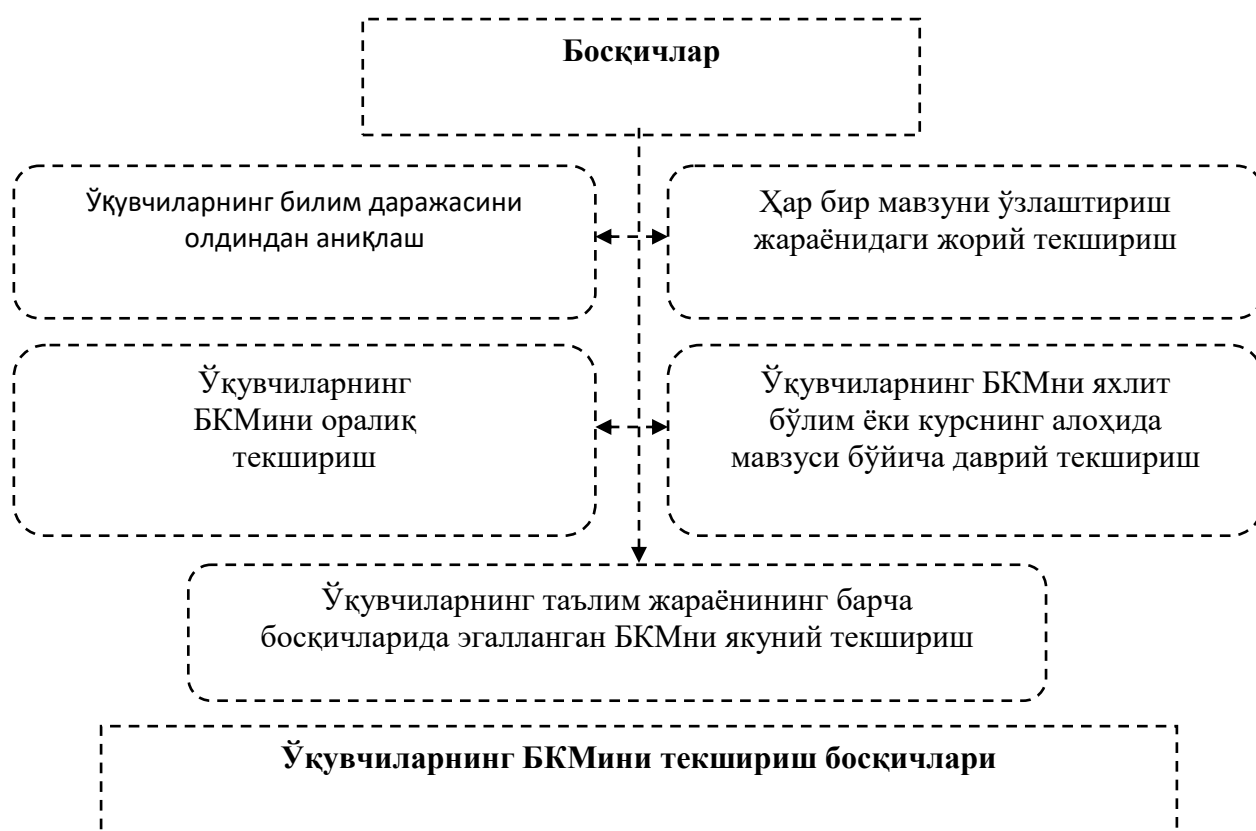 Босқичлар
Ўқувчиларнинг билим даражасини
олдиндан аниқлаш
Ҳар бир мавзуни ўзлаштириш
жараёнидаги жорий текшириш
Ўқувчиларнинг
БКМини оралиқ
текшириш
Ўқувчиларнинг БКМни яхлит
бўлим ёки курснинг алоҳида
мавзуси бўйича даврий текшириш
Ўқувчиларнинг таълим жараёнининг барча
босқичларида эгалланган БКМни якуний текшириш
Ўқувчиларнинг БКМини текшириш босқичлари